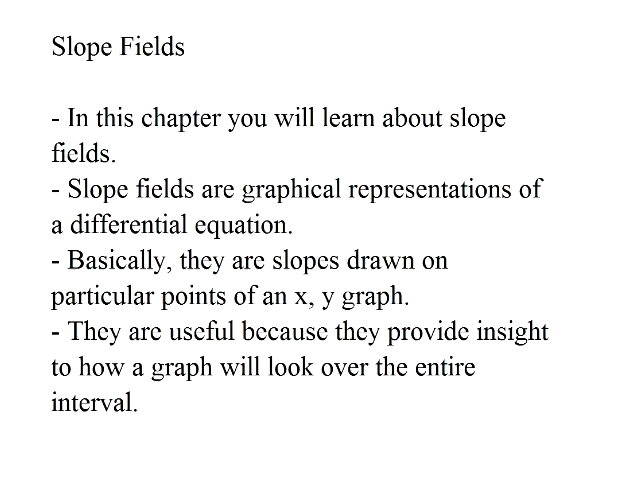 Slope Fields
- In this chapter you will learn about slope
fields.
- Slope fields are graphical representations of
a differential equation.
- Basically, they are slopes drawn on
particular points of an x, y graph.
- They are useful because they provide insight
to how a graph will look over the entire
interval.